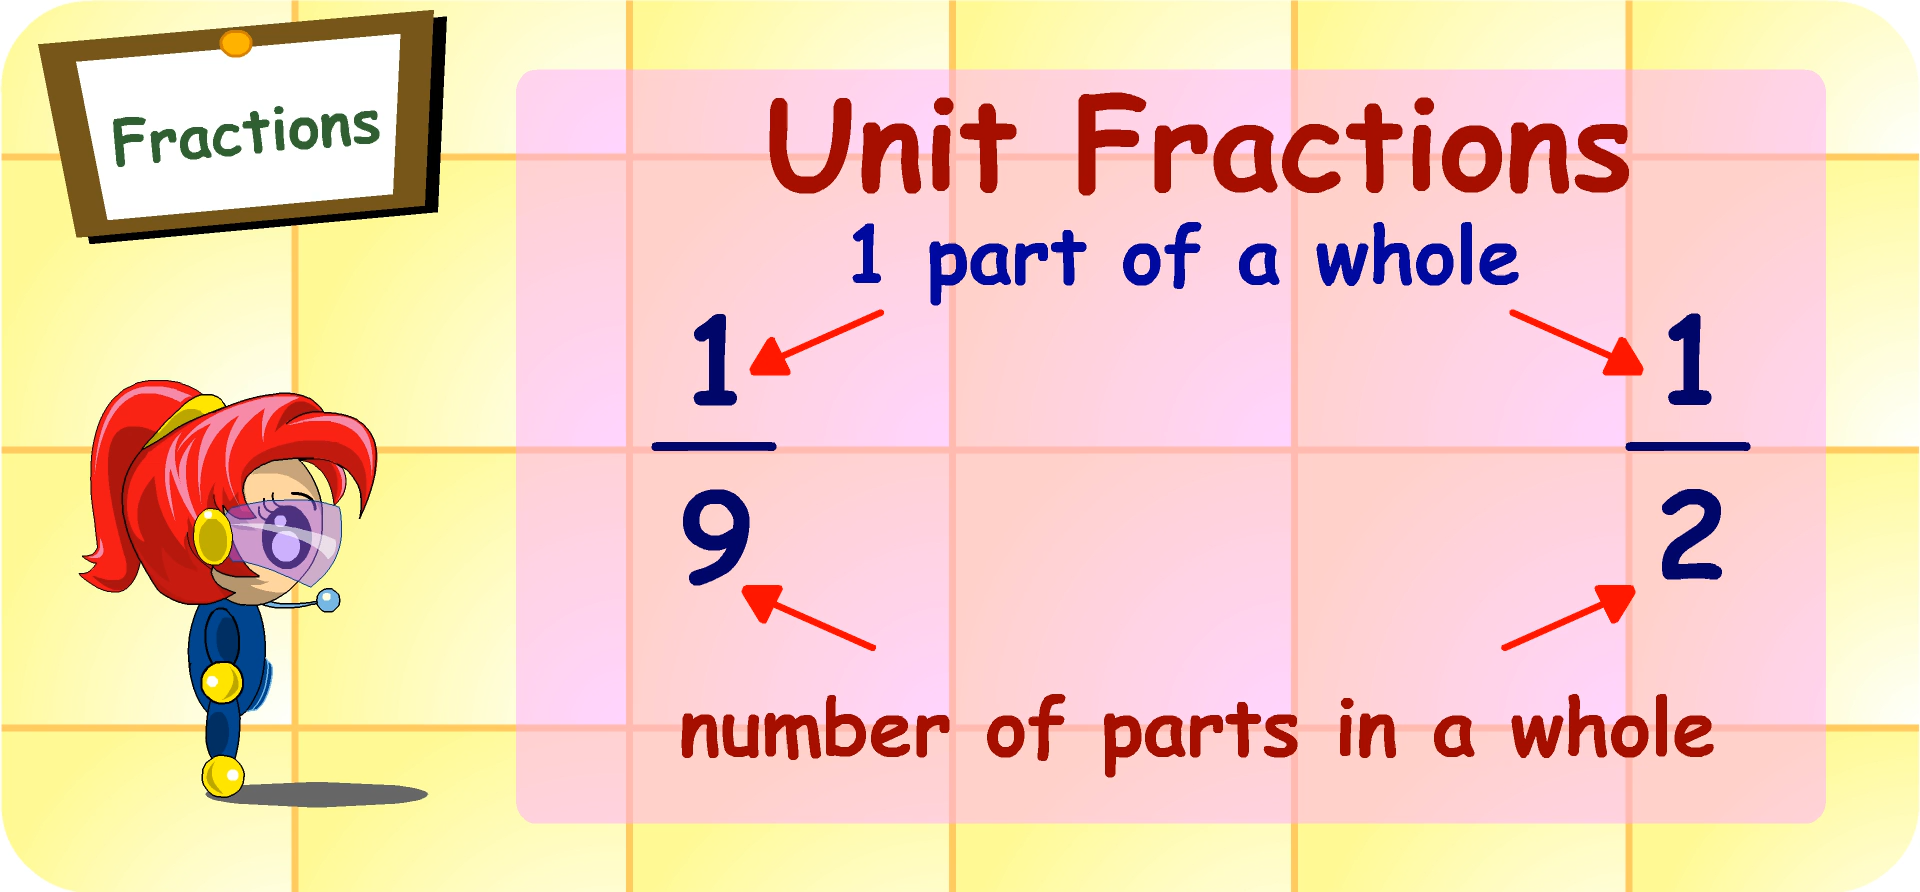 Fractions
Unit Fractions
1 part of a whole
1 1
9 2
number of parts in a whole